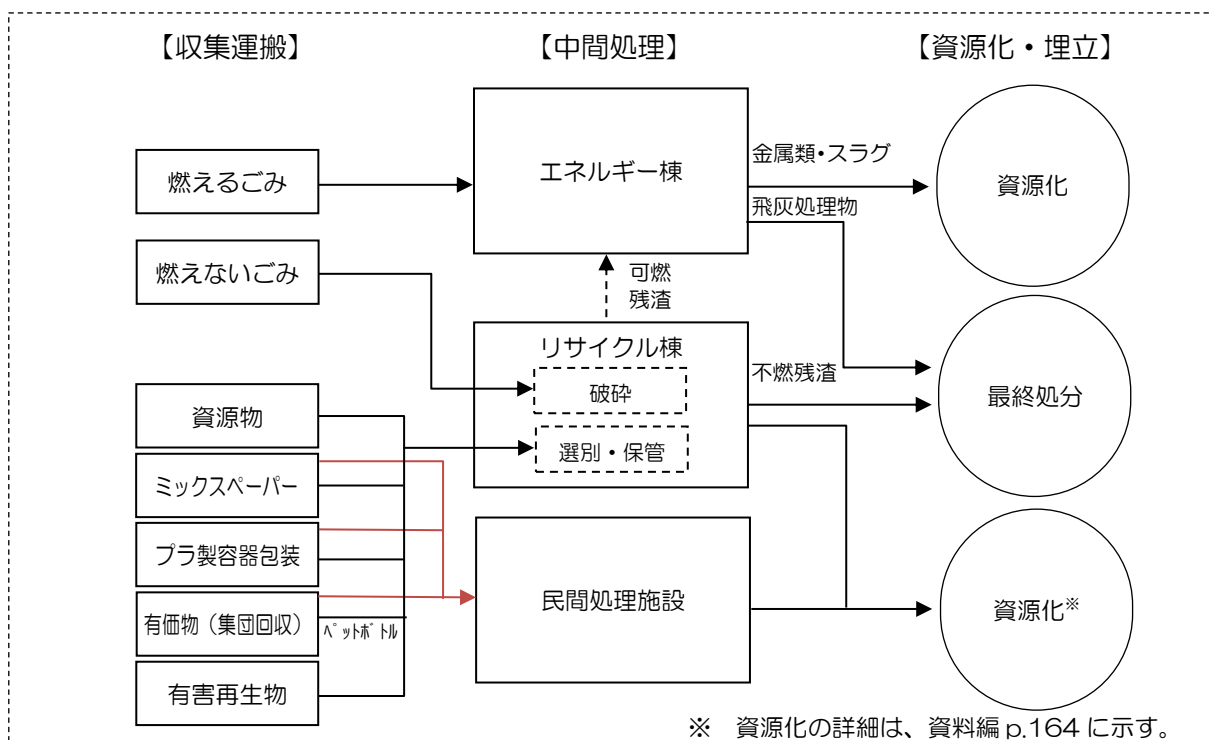 【収集運搬】
【中間処理】
【資源化・埋立】
燃えるごみ
エネルギー棟
金属類・スラグ
資源化
飛灰処理物
燃えないごみ
可燃
残渣
リサイクル棟
破砕
不燃残渣
最終処分
資源物
選別・保管
ミックスペーパー
プラ製容器包装
民間処理施設
資源化※
有価物（集団回収）
ﾍﾟｯﾄﾎﾞﾄﾙ
有害再生物
※　資源化の詳細は、資料編 p.164 に示す。